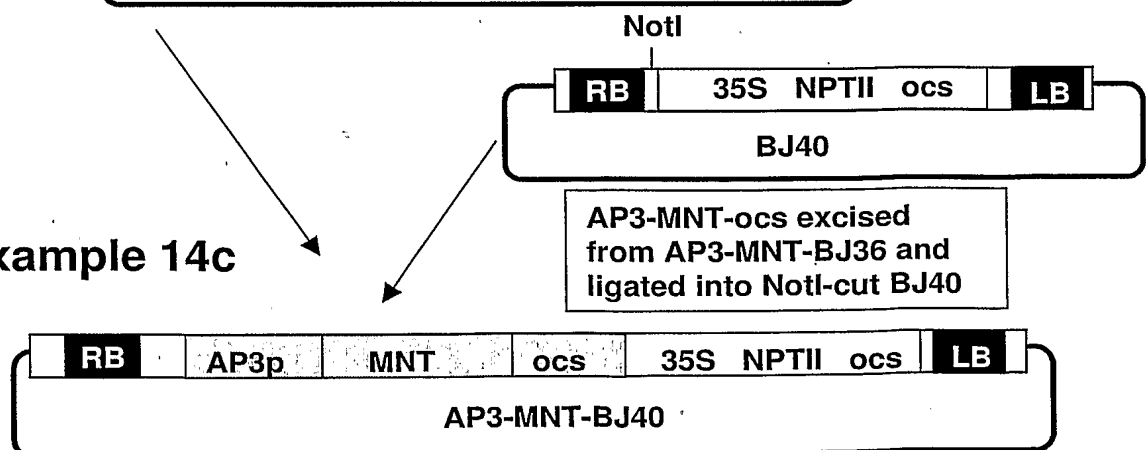 NotI
RB 35S NPTII ocs LB
BJ40
AP3-MNT-ocs excised
from AP3-MNT-BJ36 and
ligated into NotI-cut BJ40
xample 14c
RB AP3p MNT ocs 35S NPTII ocs LB
AP3-MNT-BJ40